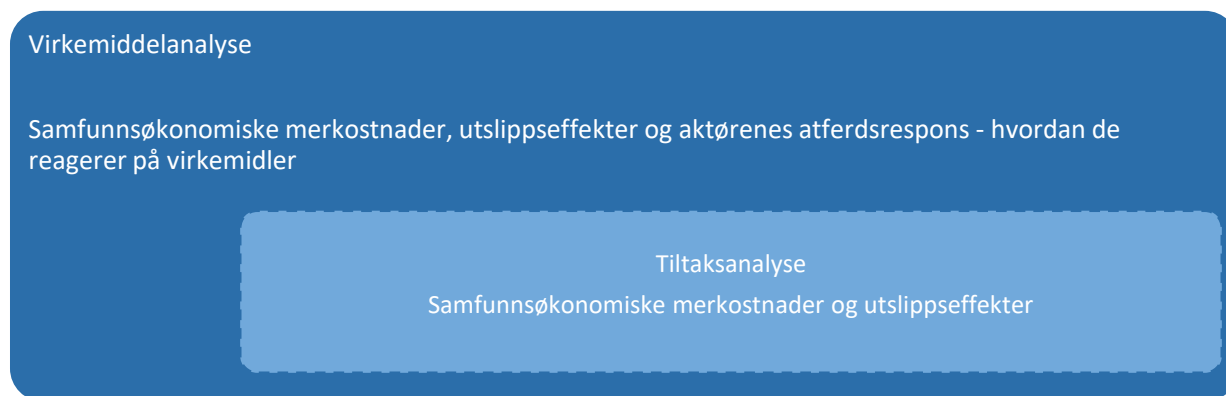 Virkemiddelanalyse
Samfunnsøkonomiske merkostnader, utslippseffekter og aktørenes atferdsrespons - hvordan de
reagerer på virkemidler
Tiltaksanalyse
Samfunnsøkonomiske merkostnader og utslippseffekter